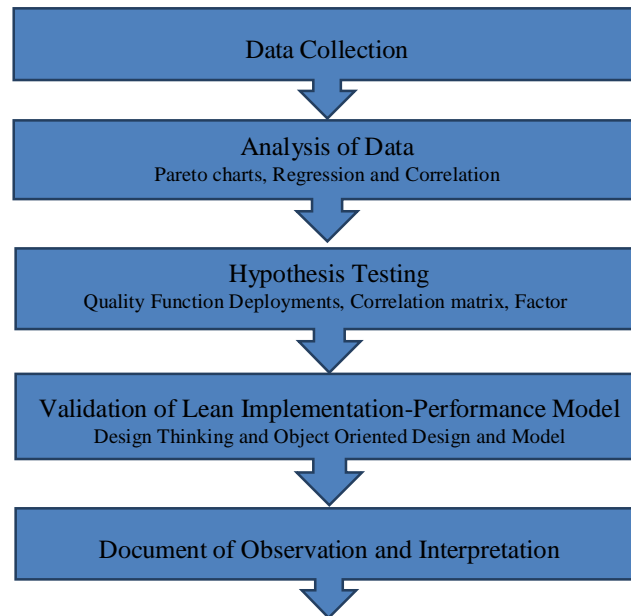 Data Collection
Analysis of Data
Pareto charts, Regression and Correlation
Hypothesis Testing
Quality Function Deployments, Correlation matrix, Factor
Validation of Lean Implementation-Performance Model
Design Thinking and Object Oriented Design and Model
Document of Observation and Interpretation